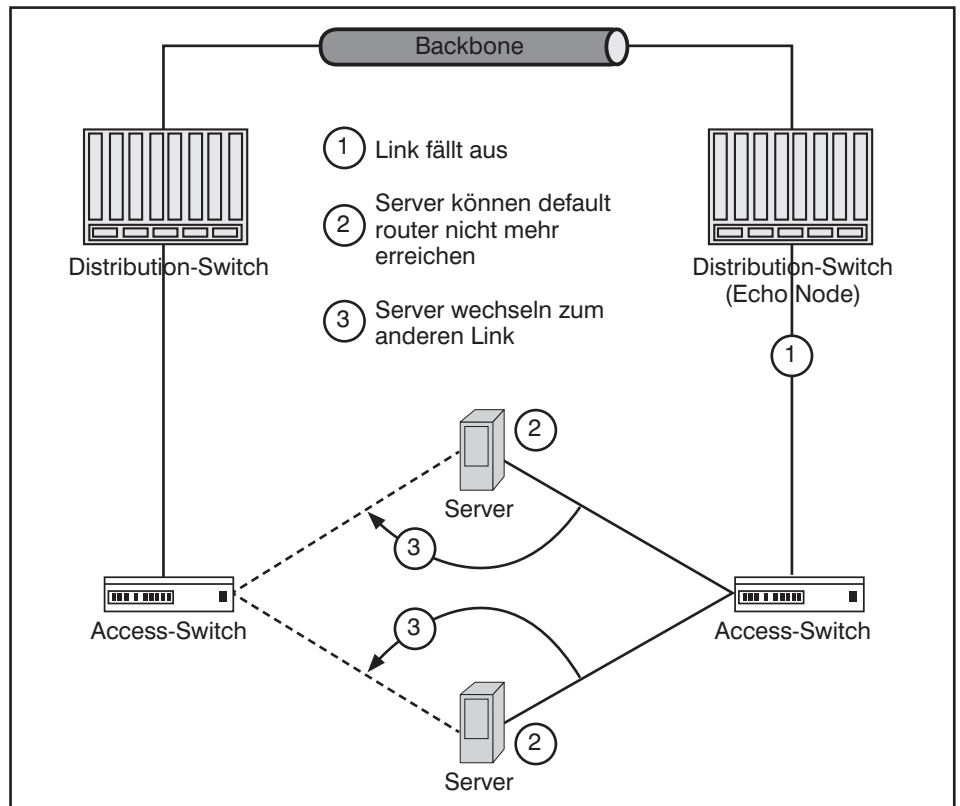 Backbone
1
Link fällt aus
2
Server können default
router nicht mehr
erreichen
3
Server wechseln zum
anderen Link
Distribution-Switch
Distribution-Switch
(Echo Node)
1
2
Server
3
Access-Switch
Access-Switch
3
2
Server